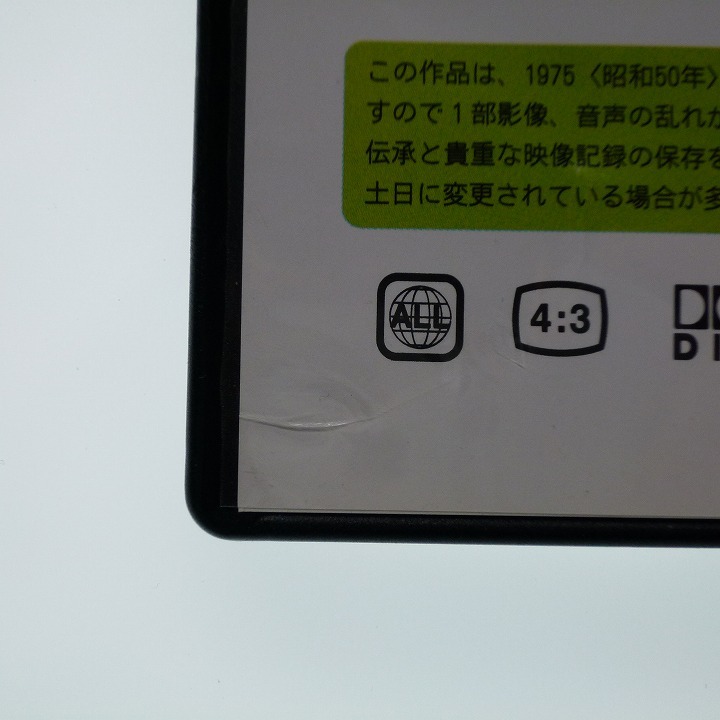 この作品は、1975〈昭和50年〉
すので1部影像、音声の乱れが
伝承と貴重な映像記録の保存を
土日に変更されている場合が多
ALL
4:3
D